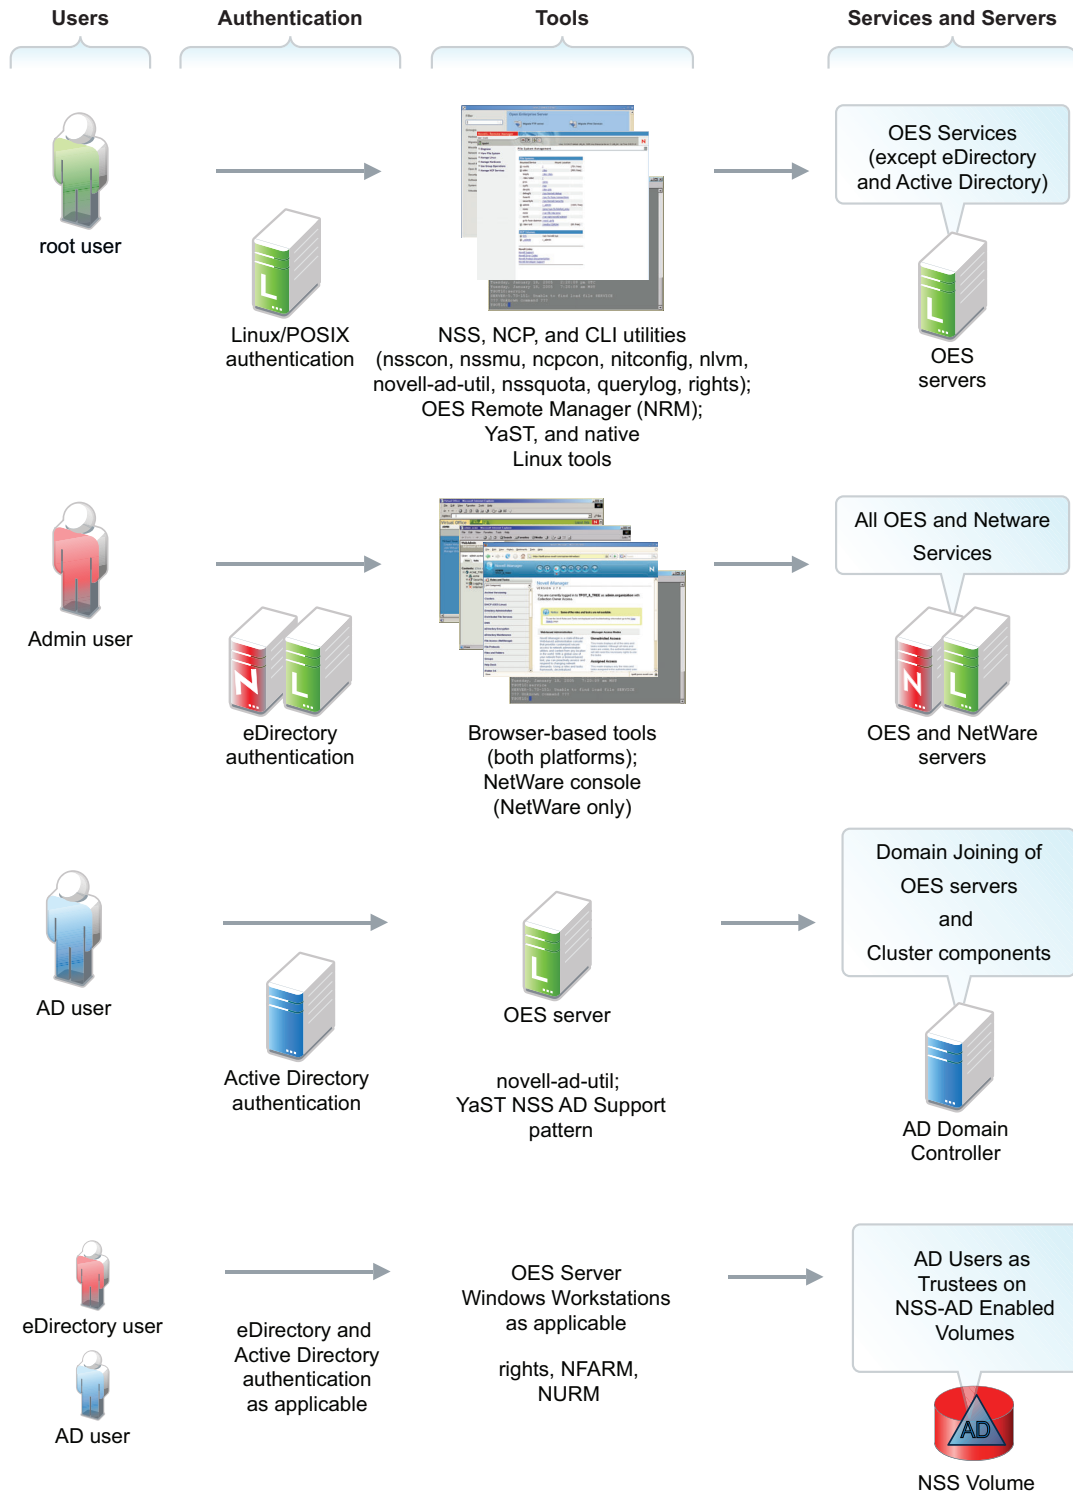 Users
Authentication
Tools
Services and Servers
root user
Linux/POSIX
authentication
NSS, NCP, and CLI utilities
(nsscon, nssmu, ncpcon, nitconfig, nlvm,
novell-ad-util, nssquota, querylog, rights);
OES Remote Manager (NRM);
YaST, and native
Linux tools
OES Services
(except eDirectory
and Active Directory)
L
L
OES
servers
Admin user
N
L
eDirectory
authentication
Browser-based tools
(both platforms);
NetWare console
(NetWare only)
All OES and Netware
Services
N
L
OES and NetWare
servers
AD user
Active Directory
authentication
L
OES server
novell-ad-util;
YaST NSS AD Support
pattern
Domain Joining of
OES servers
and
Cluster components
AD Domain
Controller
eDirectory user
AD user
eDirectory and
Active Directory
authentication
as applicable
OES Server
Windows Workstations
as applicable
rights, NFARM,
NURM
AD Users as
Trustees on
NSS-AD Enabled
Volumes
AD
NSS Volume